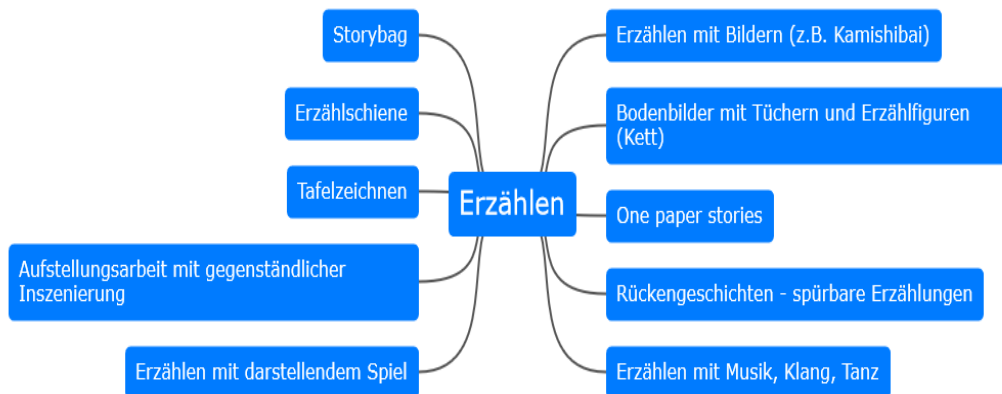 Storybag
Erzählschiene
Tafelzeichnen
Aufstellungsarbeit mit gegenständlicher
Inszenierung
Erzählen mit darstellendem Spiel
Erzählen
Erzählen mit Bildern (z.B. Kamishibai)
Bodenbilder mit Tüchern und Erzählfiguren
(Kett)
One paper stories
Rückengeschichten - spürbare Erzählungen
Erzählen mit Musik, Klang, Tanz